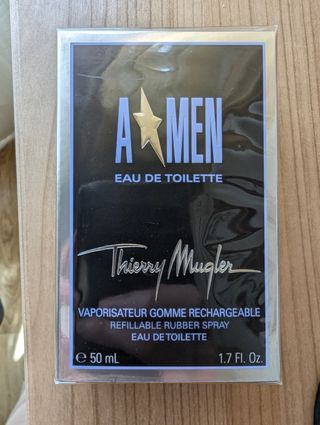 A★MEN
EAU DE TOILETTE
Thierry Mugler
VAPORISATEUR GOMME RECHARGEABLE
REFILLABLE RUBBER SPRAY
EAU DE TOILETTE
℮ 50 mL 1.7 Fl. Oz.